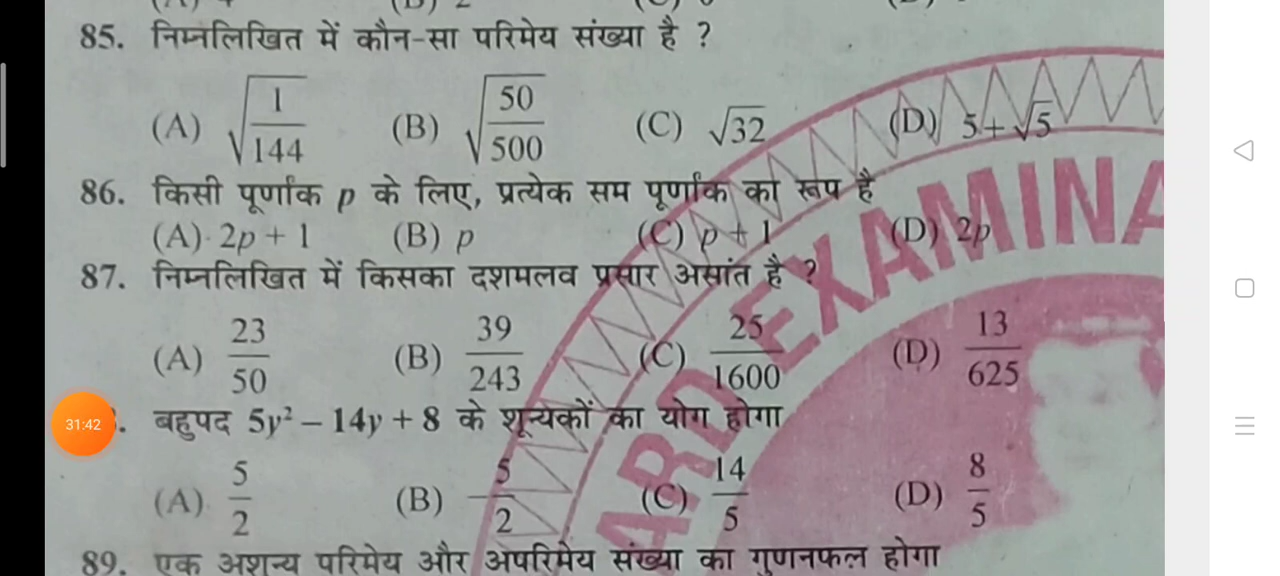 85. निम्नलिखित में कौन-सा परिमेय संख्या है ?
(A) √(1/144) (B) √(50/500) (C) √32 (D) 5 + √5
86. किसी पूर्णांक p के लिए, प्रत्येक सम पूर्णांक का रूप है
(A) 2p + 1 (B) p (C) p + 1 (D) 2p
87. निम्नलिखित में किसका दशमलव प्रसार असांत है ?
(A) 23/50 (B) 39/243 (C) 25/1600 (D) 13/625
31:42
. बहुपद 5y² – 14y + 8 के शून्यकों का योग होगा
(A) 5/2 (B) –5/2 (C) 14/5 (D) 8/5
89. एक अशून्य परिमेय और अपरिमेय संख्या का गुणनफल होगा
ARD EXAMINA